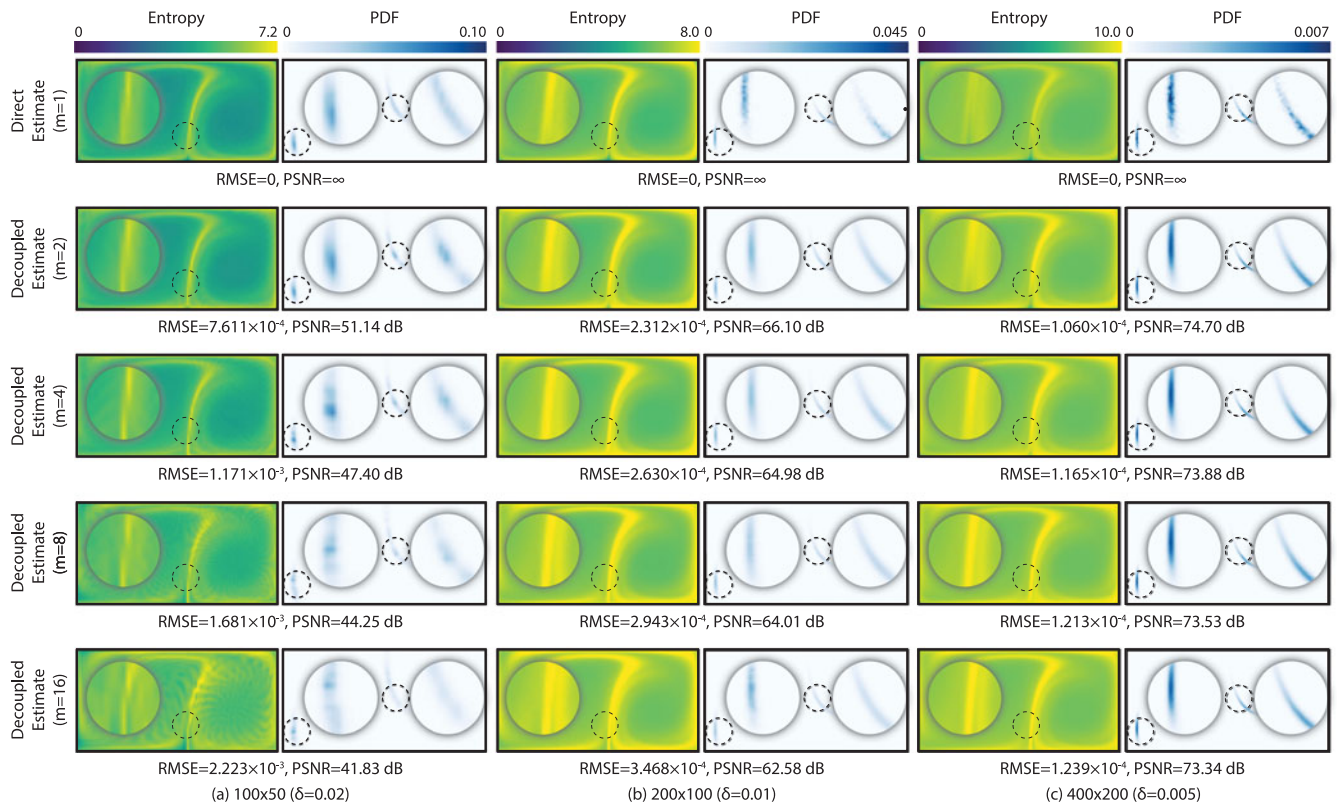 Entropy PDF Entropy PDF Entropy PDF
0 7.2 0 0.10 0 8.0 0 0.045 0 10.0 0 0.007
Direct
Estimate
(m=1)
RMSE=0, PSNR=∞ RMSE=0, PSNR=∞ RMSE=0, PSNR=∞
Decoupled
Estimate
(m=2)
RMSE=7.611×10⁻⁴, PSNR=51.14 dB RMSE=2.312×10⁻⁴, PSNR=66.10 dB RMSE=1.060×10⁻⁴, PSNR=74.70 dB
Decoupled
Estimate
(m=4)
RMSE=1.171×10⁻³, PSNR=47.40 dB RMSE=2.630×10⁻⁴, PSNR=64.98 dB RMSE=1.165×10⁻⁴, PSNR=73.88 dB
Decoupled
Estimate
(m=8)
RMSE=1.681×10⁻³, PSNR=44.25 dB RMSE=2.943×10⁻⁴, PSNR=64.01 dB RMSE=1.213×10⁻⁴, PSNR=73.53 dB
Decoupled
Estimate
(m=16)
RMSE=2.223×10⁻³, PSNR=41.83 dB RMSE=3.468×10⁻⁴, PSNR=62.58 dB RMSE=1.239×10⁻⁴, PSNR=73.34 dB
(a) 100x50 (δ=0.02) (b) 200x100 (δ=0.01) (c) 400x200 (δ=0.005)